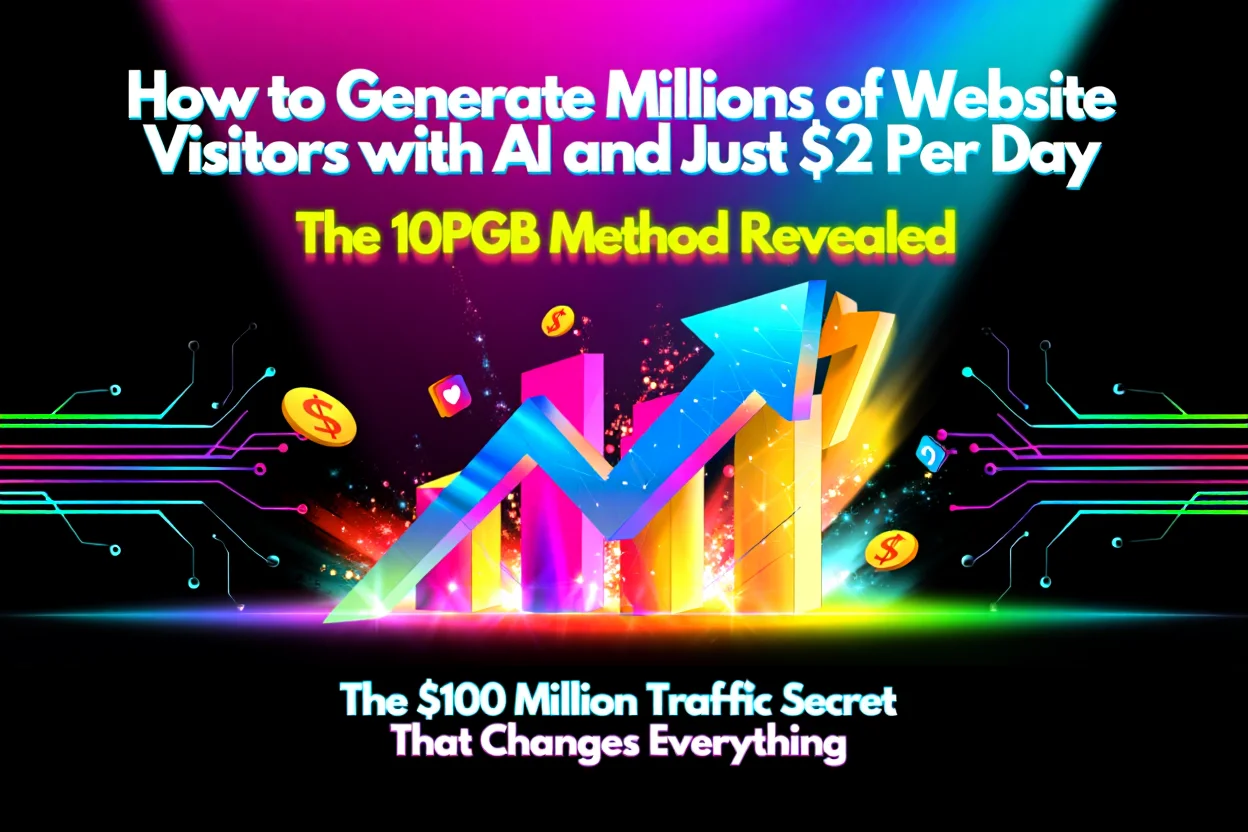 How to Generate Millions of Website
Visitors with AI and Just $2 Per Day
The 10PGB Method Revealed
$
$
$
The $100 Million Traffic Secret
That Changes Everything